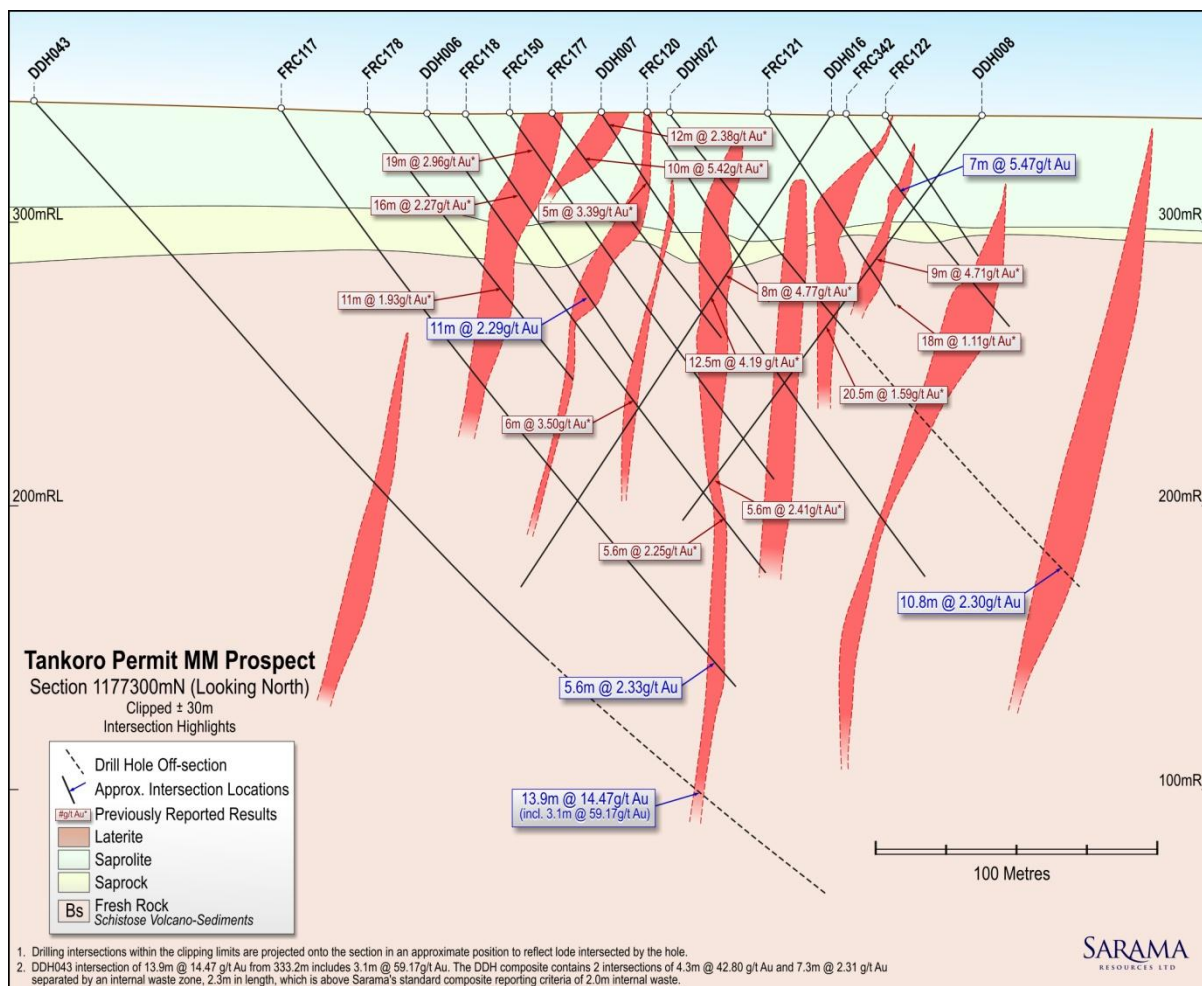 DDH043
FRC117
FRC178
DDH006
FRC118
FRC150
FRC177
DDH007
FRC120
DDH027
FRC121
DDH016
FRC342
FRC122
DDH008
12m @ 2.38g/t Au*
19m @ 2.96g/t Au*
10m @ 5.42g/t Au*
7m @ 5.47g/t Au
16m @ 2.27g/t Au*
5m @ 3.39g/t Au*
300mRL
300mR
9m @ 4.71g/t Au*
8m @ 4.77g/t Au*
11m @ 1.93g/t Au*
11m @ 2.29g/t Au
18m @ 1.11g/t Au*
12.5m @ 4.19 g/t Au*
20.5m @ 1.59g/t Au*
6m @ 3.50g/t Au*
200mRL
200mR
5.6m @ 2.41g/t Au*
5.6m @ 2.25g/t Au*
10.8m @ 2.30g/t Au
5.6m @ 2.33g/t Au
100mR
13.9m @ 14.47g/t Au
(incl. 3.1m @ 59.17g/t Au)
Tankoro Permit MM Prospect
Section 1177300mN (Looking North)
Clipped ± 30m
Intersection Highlights
Drill Hole Off-section
Approx. Intersection Locations
#g/t Au* Previously Reported Results
Laterite
Saprolite
Saprock
Bs Fresh Rock
Schistose Volcano-Sediments
100 Metres
1. Drilling intersections within the clipping limits are projected onto the section in an approximate position to reflect lode intersected by the hole.
2. DDH043 intersection of 13.9m @ 14.47 g/t Au from 333.2m includes 3.1m @ 59.17g/t Au. The DDH composite contains 2 intersections of 4.3m @ 42.80 g/t Au and 7.3m @ 2.31 g/t Au
separated by an internal waste zone, 2.3m in length, which is above Sarama's standard composite reporting criteria of 2.0m internal waste.
SARAMA
RESOURCES LTD